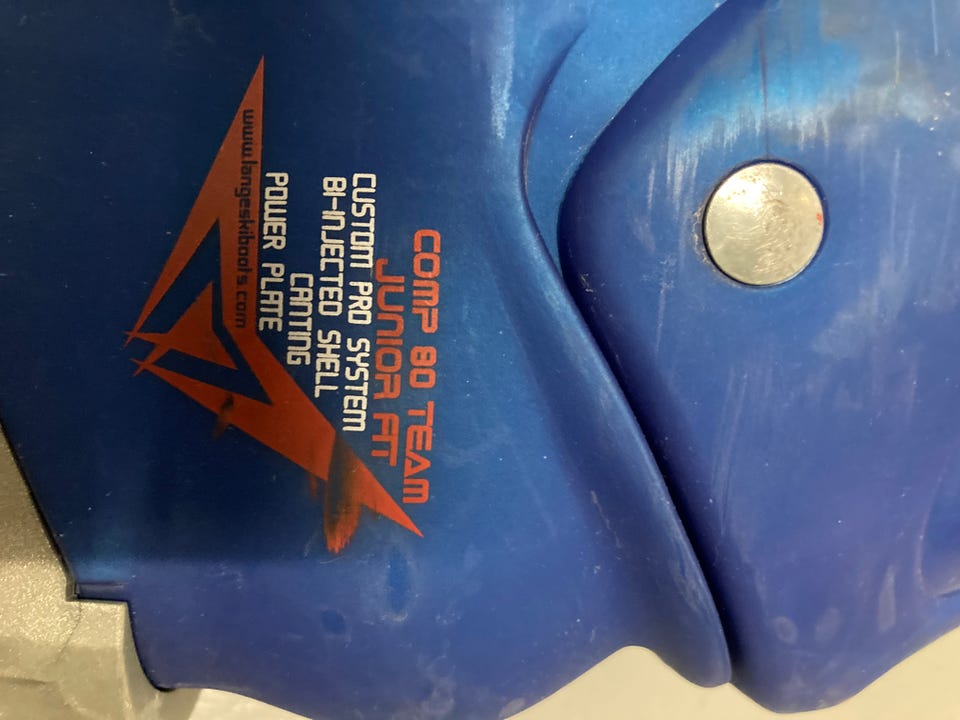 COMP 80 TEAM
JUNIOR FIT
CUSTOM PRO SYSTEM
BI-INJECTED SHELL
CANTING
POWER PLATE
www.langeskiboots.com